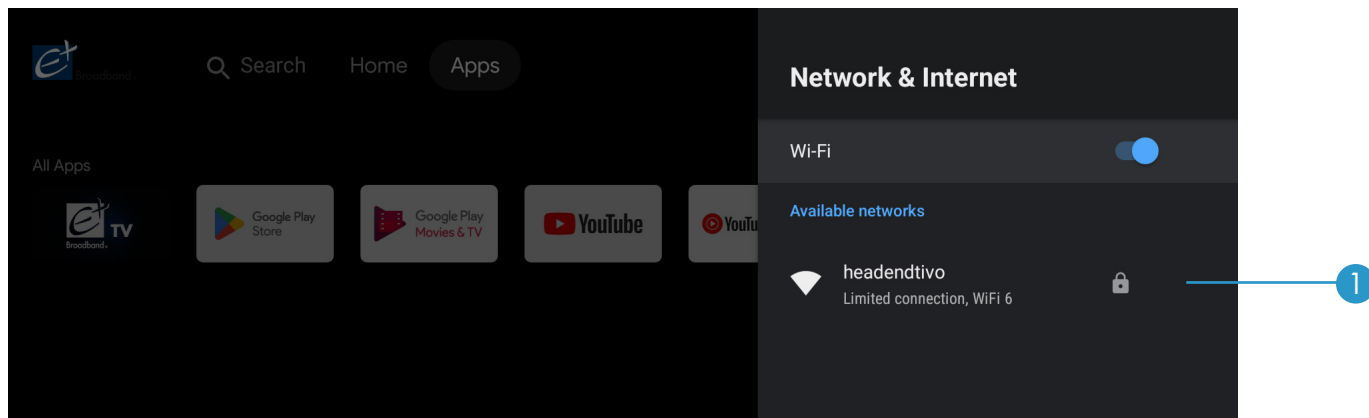 e+
Broadband®
Search
Home
Apps
All Apps
e+ TV
Broadband®
Google Play
Store
Google Play
Movies & TV
YouTube
YouTu
Network & Internet
Wi-Fi
Available networks
headendtivo
Limited connection, WiFi 6
1